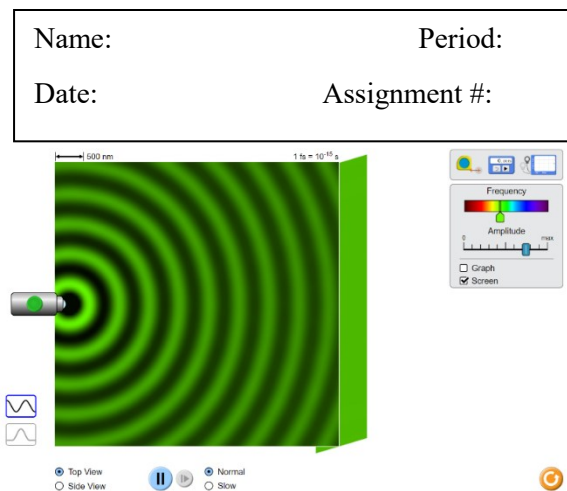 Name: Period:
Date: Assignment #:
500 nm 1 fs = 10⁻¹⁵ s
Frequency
Amplitude
0 max
Graph
Screen
Top View Normal
Side View Slow